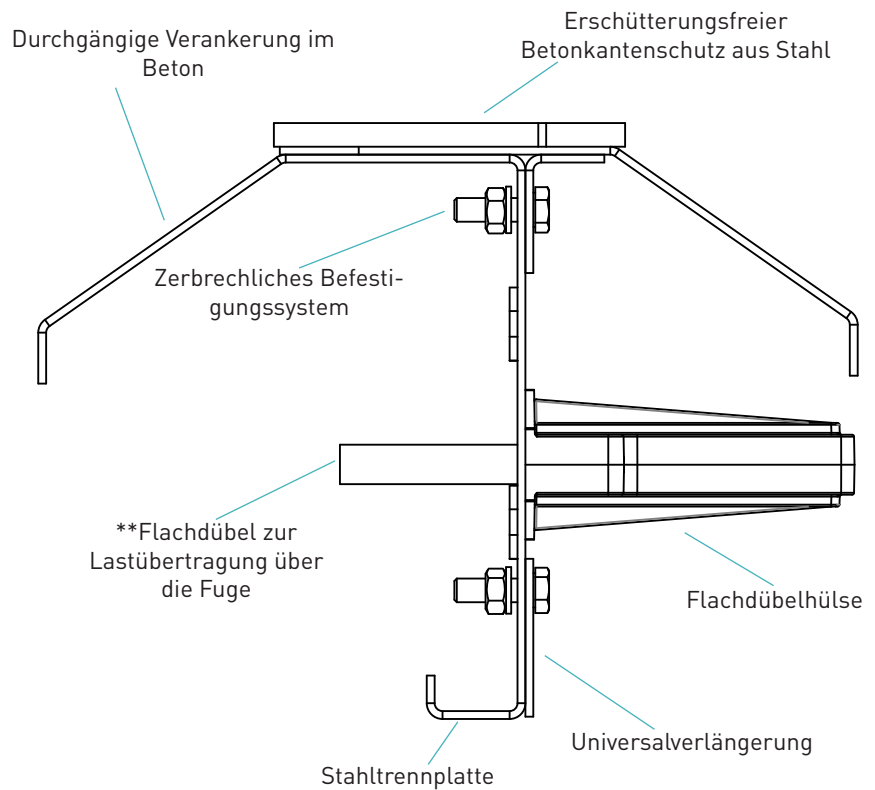 Durchgängige Verankerung im
Beton
Erschütterungsfreier
Betonkantenschutz aus Stahl
Zerbrechliches Befesti-
gungssystem
**Flachdübel zur
Lastübertragung über
die Fuge
Flachdübelhülse
Universalverlängerung
Stahltrennplatte